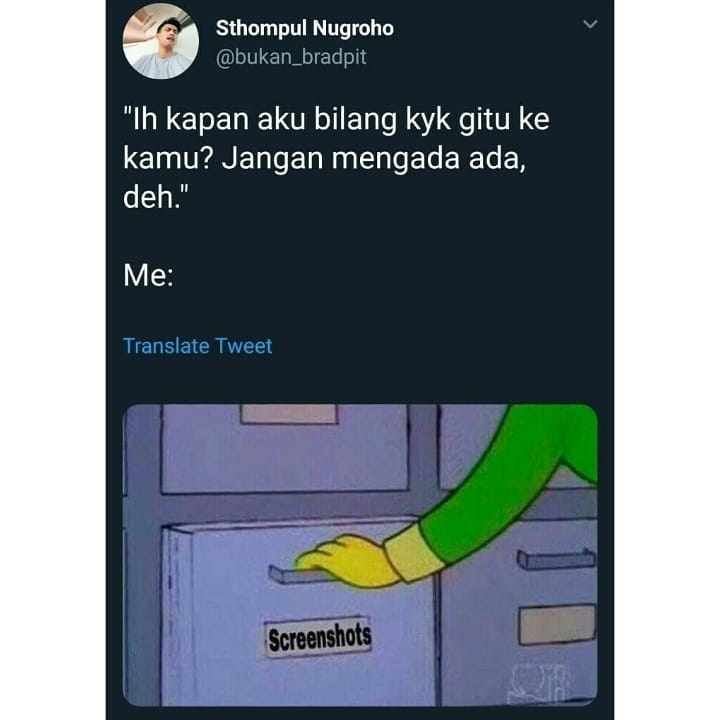 Sthompul Nugroho
@bukan_bradpit
"Ih kapan aku bilang kyk gitu ke
kamu? Jangan mengada ada,
deh."
Me:
Translate Tweet
Screenshots